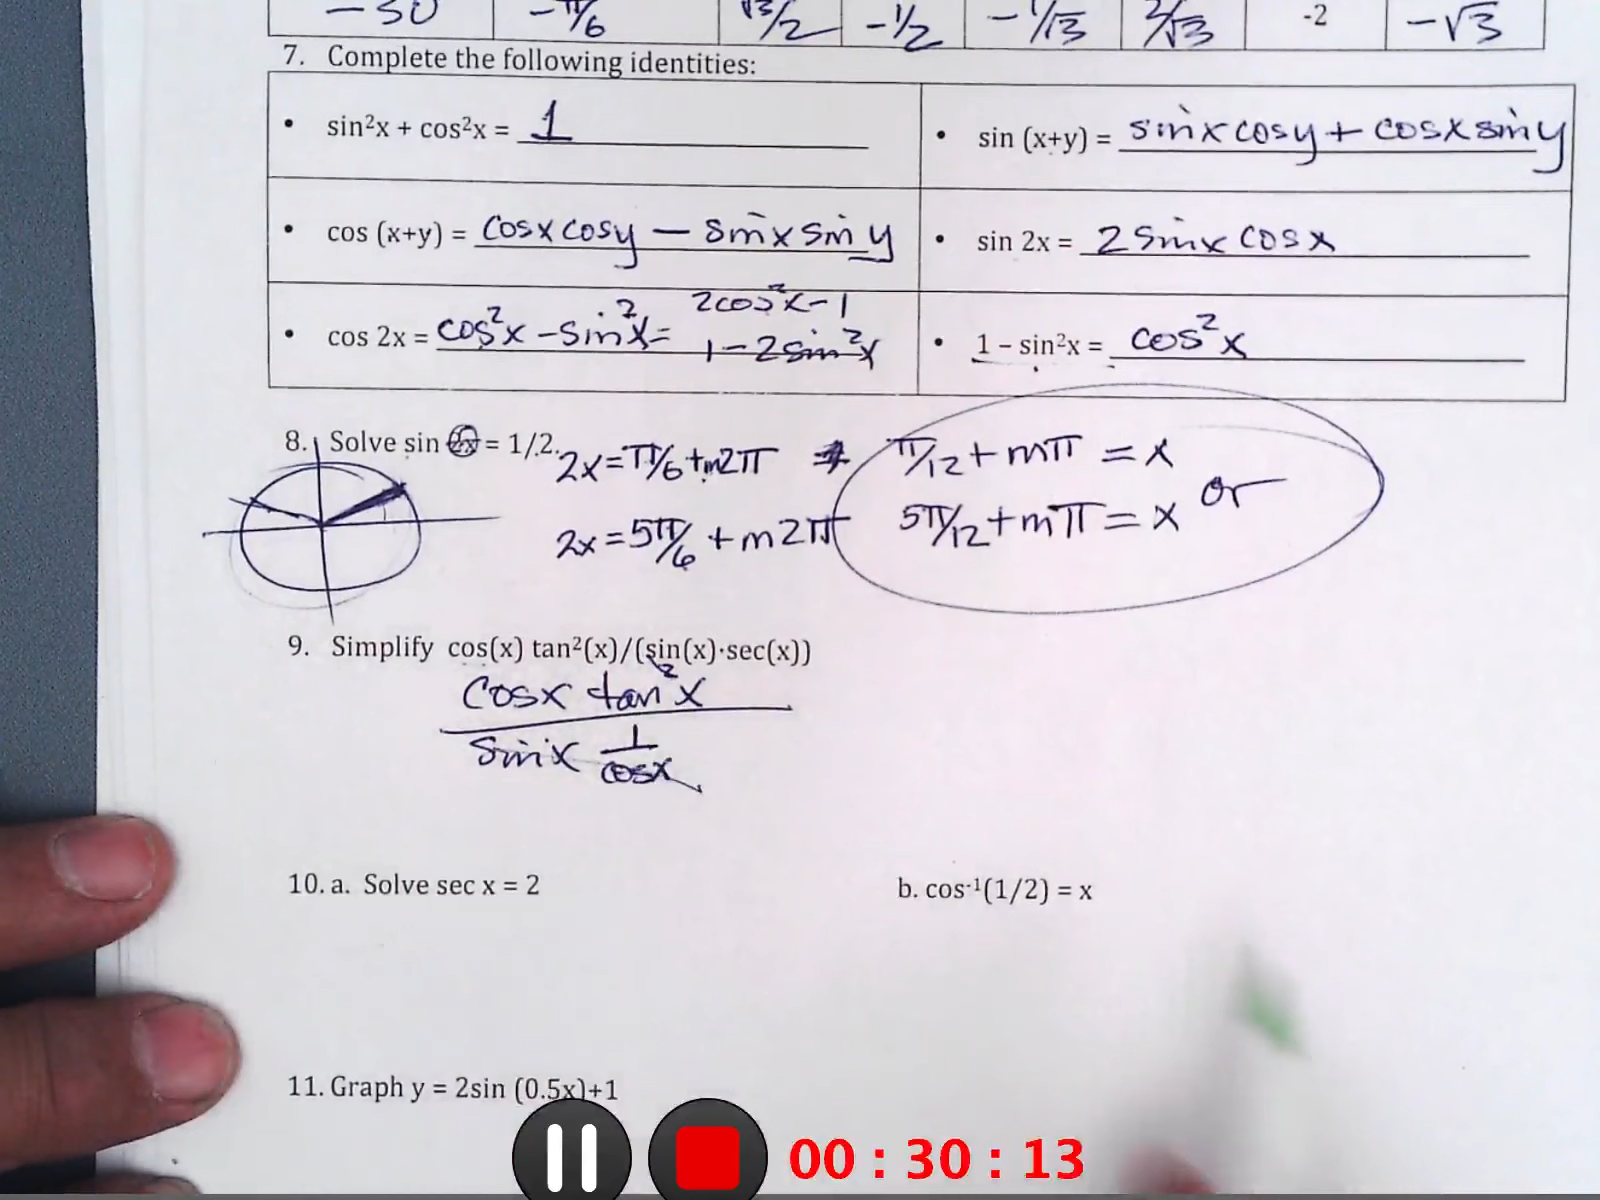 -30 -π/6 √3/2 -1/2 -1/√3 2/√3 -2 -√3
7. Complete the following identities:
• sin²x + cos²x = 1
• sin (x+y) = sinx cosy + cosx siny
• cos (x+y) = cosx cosy - sinx siny
• sin 2x = 2 sinx cosx
• cos 2x = cos²x - sin²x = 2cos²x-1
1-2sin²x
• 1 – sin²x = cos²x
8. Solve sin 2x = 1/2.
2x=π/6+m2π → π/12+mπ = x
or
2x=5π/6 + m2π 5π/12+mπ = x
9. Simplify cos(x) tan²(x)/(sin(x)·sec(x))
cosx tan²x
sinx 1/cosx
10. a. Solve sec x = 2
b. cos⁻¹(1/2) = x
11. Graph y = 2sin (0.5x)+1
00 : 30 : 13